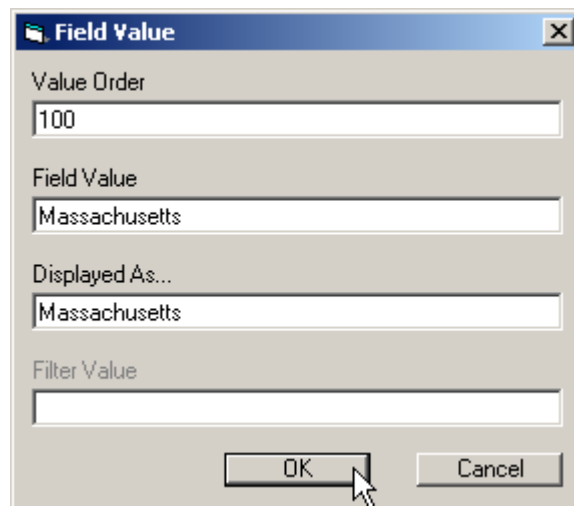 Field Value
Value Order
100
Field Value
Massachusetts
Displayed As...
Massachusetts
Filter Value
OK Cancel